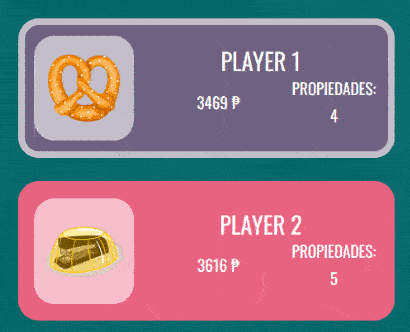 PLAYER 1
3469 ₱
PROPIEDADES:
4
PLAYER 2
3616 ₱
PROPIEDADES:
5